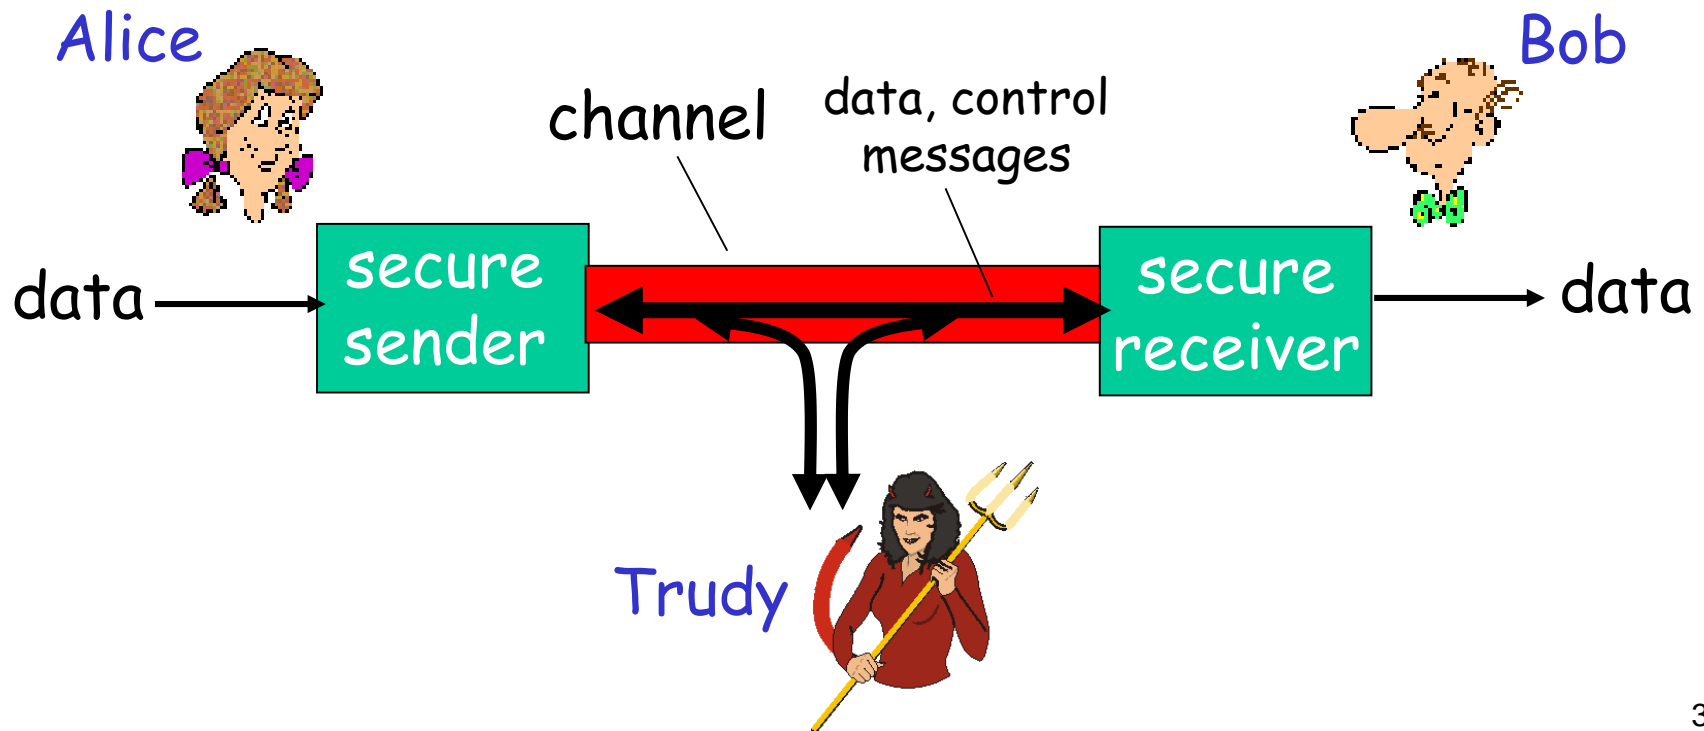 Alice
Bob
channel
data, control
messages
data
secure
sender
secure
receiver
data
Trudy
3